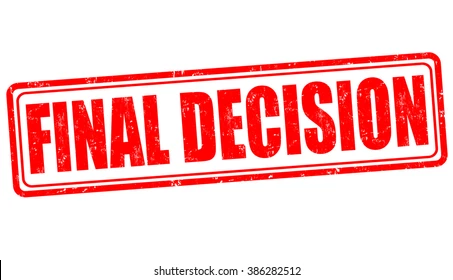 FINAL DECISION
shutterstock.com · 386282512